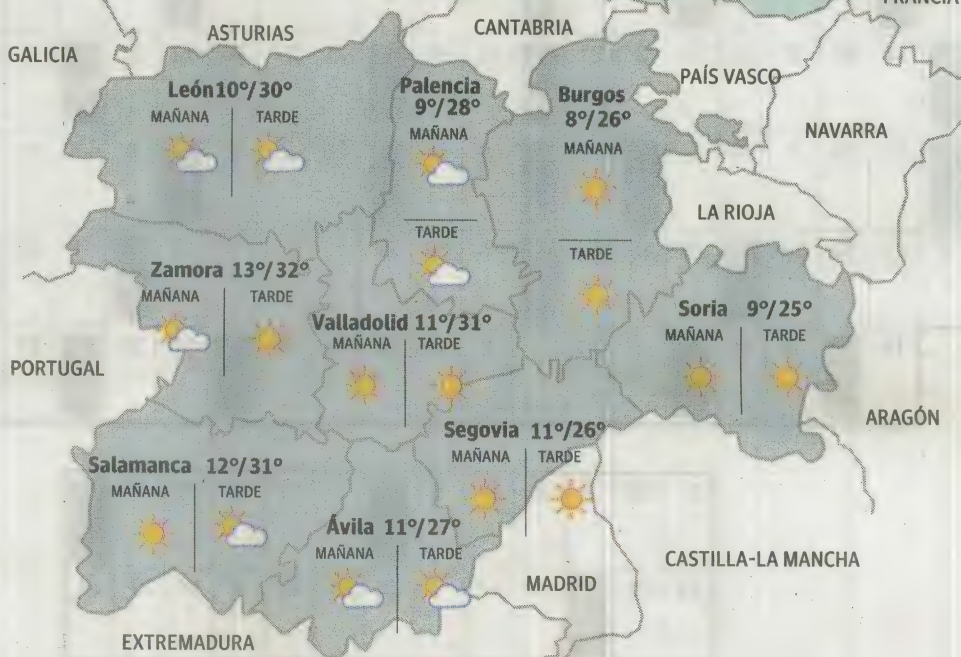 FRANCIA
ASTURIAS
CANTABRIA
GALICIA
PAÍS VASCO
NAVARRA
LA RIOJA
León 10°/30°
MAÑANA TARDE
Palencia
9°/28°
MAÑANA
TARDE
Burgos
8°/26°
MAÑANA
TARDE
Zamora 13°/32°
MAÑANA TARDE
Valladolid 11°/31°
MAÑANA TARDE
Soria 9°/25°
MAÑANA TARDE
PORTUGAL
ARAGÓN
Segovia 11°/26°
MAÑANA TARDE
Salamanca 12°/31°
MAÑANA TARDE
Ávila 11°/27°
MAÑANA TARDE
MADRID
CASTILLA-LA MANCHA
EXTREMADURA